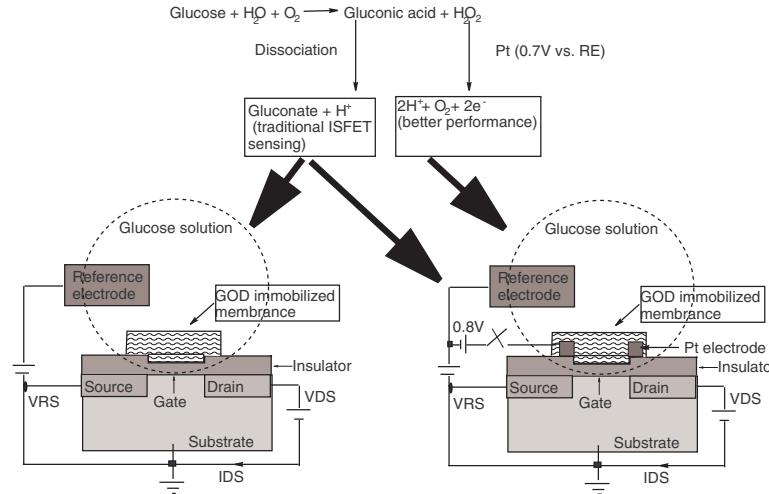 Glucose + H2O + O2 → Gluconic acid + H2O2
Dissociation
Pt (0.7V vs. RE)
Gluconate + H+
(traditional ISFET
sensing)
2H+ + O2 + 2e-
(better performance)
Glucose solution
Reference
electrode
GOD immobilized
membrance
Insulator
Source
Drain
VRS
Gate
VDS
Substrate
IDS
Glucose solution
Reference
electrode
GOD immobilized
membrance
0.8V
Pt electrode
Insulato
Source
Drain
VRS
Gate
VDS
Substrate
IDS